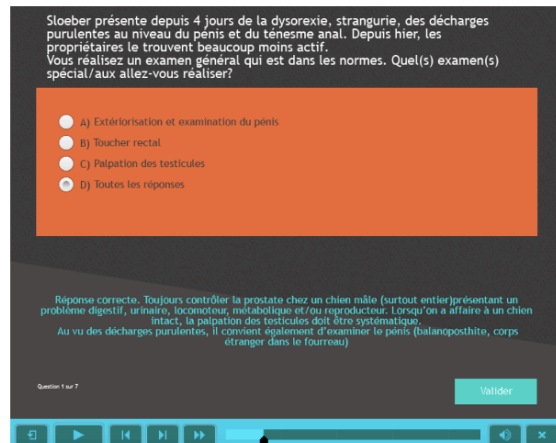 Sloeber présente depuis 4 jours de la dysorexie, strangurie, des décharges
purulentes au niveau du pénis et du ténesme anal. Depuis hier, les
propriétaires le trouvent beaucoup moins actif.
Vous réalisez un examen général qui est dans les normes. Quel(s) examen(s)
spécial/aux allez-vous réaliser?
A) Extériorisation et examination du pénis
B) Toucher rectal
C) Palpation des testicules
D) Toutes les réponses
Réponse correcte. Toujours contrôler la prostate chez un chien mâle (surtout entier)présentant un
problème digestif, urinaire, locomoteur, métabolique et/ou reproducteur. Lorsqu'on a affaire à un chien
intact, la palpation des testicules doit être systématique.
Au vu des décharges purulentes, il convient également d'examiner le pénis (balanoposthite, corps
étranger dans le fourreau)
Question 1 sur 7
Valider